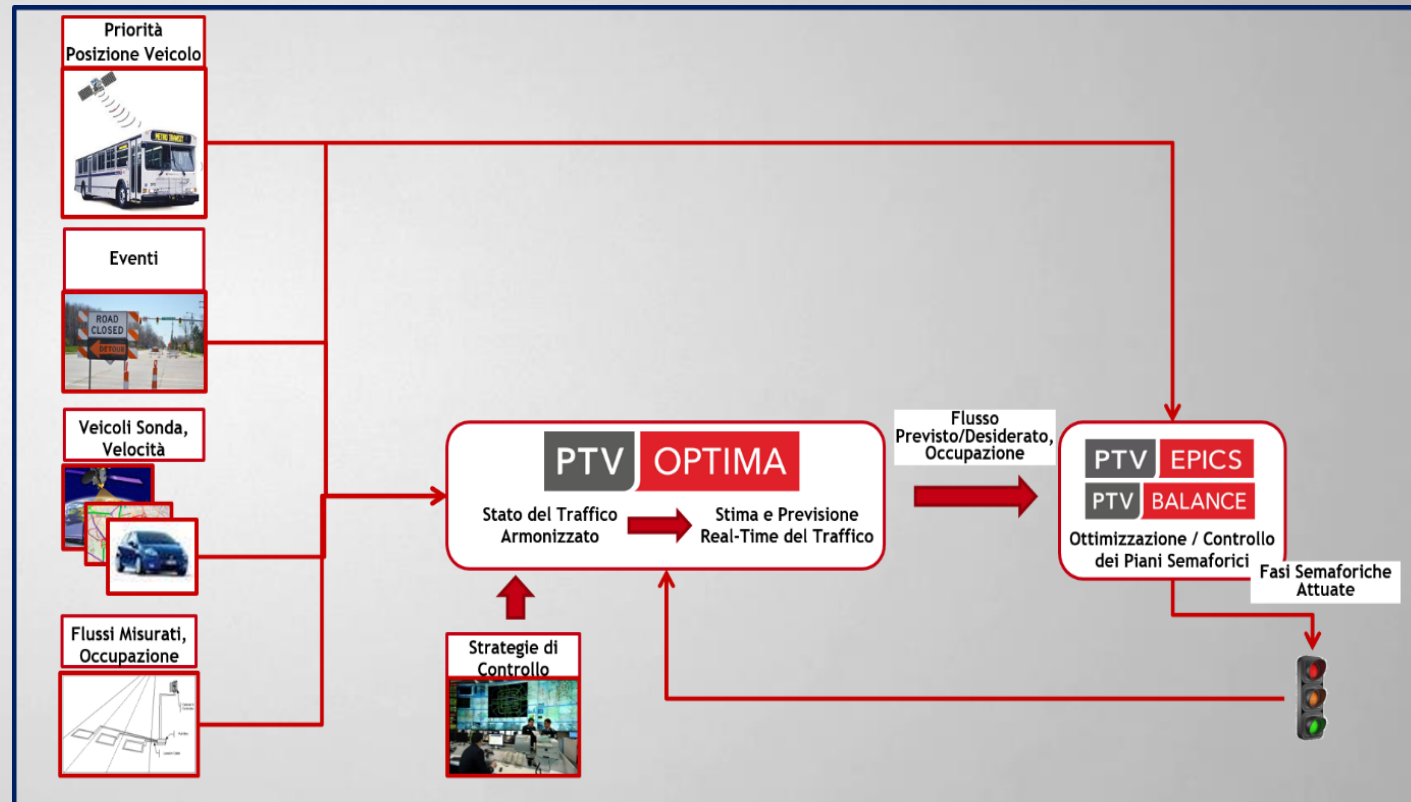 Priorità
Posizione Veicolo
METRO TRANSIT
Eventi
ROAD
CLOSED
DETOUR
Veicoli Sonda,
Velocità
Flussi Misurati,
Occupazione
PTV OPTIMA
Stato del Traffico
Armonizzato
Stima e Previsione
Real-Time del Traffico
Strategie di
Controllo
Flusso
Previsto/Desiderato,
Occupazione
PTV EPICS
PTV BALANCE
Ottimizzazione / Controllo
dei Piani Semaforici
Fasi Semaforiche
Attuate